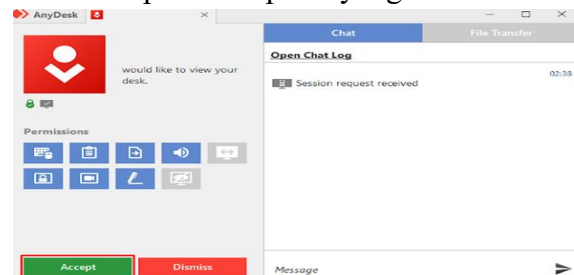 AnyDesk
Chat
File Transfer
Open Chat Log
would like to view your
desk.
Session request received
02:38
Permissions
Accept
Dismiss
Message